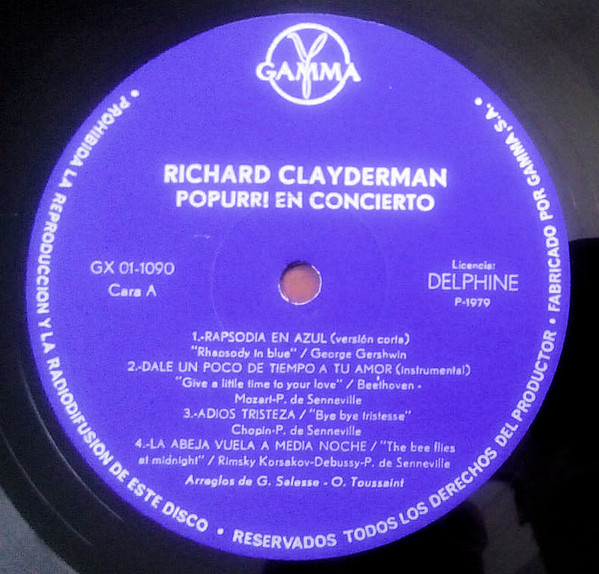 GAMMA
RICHARD CLAYDERMAN
POPURRI EN CONCIERTO
GX 01-1090
Cara A
Licencia:
DELPHINE
P-1979
1.-RAPSODIA EN AZUL (versión corta)
"Rhapsody in blue" / George Gershwin
2.-DALE UN POCO DE TIEMPO A TU AMOR (instrumental)
"Give a little time to your love" / Beethoven -
Mozart-P. de Senneville
3.-ADIOS TRISTEZA / "Bye bye tristesse"
Chopin-P. de Senneville
4.-LA ABEJA VUELA A MEDIA NOCHE / "The bee flies
at midnight" / Rimsky Korsakov-Debussy-P. de Senneville
Arreglos de G. Salesse - O. Toussaint
• PROHIBIDA LA REPRODUCCION Y LA RADIODIFUSION DE ESTE DISCO • RESERVADOS TODOS LOS DERECHOS DEL PRODUCTOR • FABRICADO POR GAMMA, S.A. •